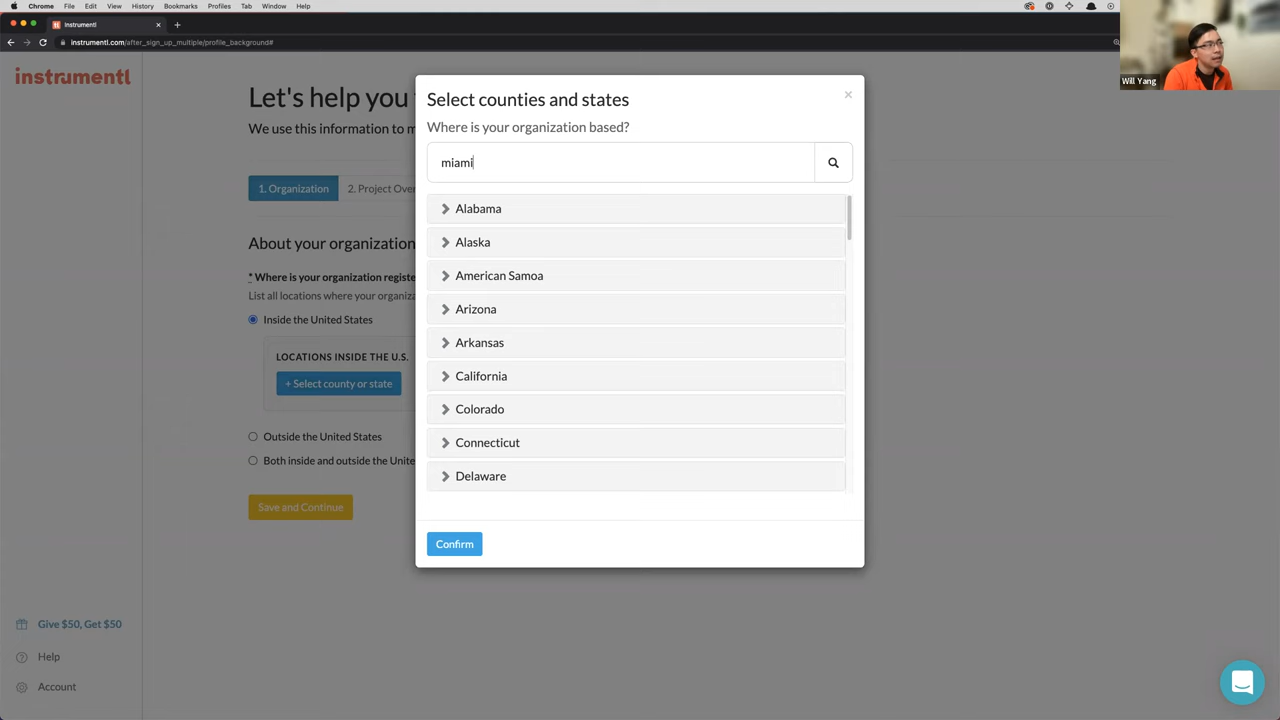 Chrome File Edit View History Bookmarks Profiles Tab Window Help
Instrumentl
instrumentl.com/after_sign_up_multiple/profile_background#
Will Yang
instrumentl
Let's help you
We use this information to m
1. Organization
2. Project Over
About your organization
* Where is your organization registe
List all locations where your organiza
Inside the United States
LOCATIONS INSIDE THE U.S.
+ Select county or state
Outside the United States
Both inside and outside the Unite
Save and Continue
Select counties and states
×
Where is your organization based?
miami
Alabama
Alaska
American Samoa
Arizona
Arkansas
California
Colorado
Connecticut
Delaware
Confirm
Give $50, Get $50
Help
Account